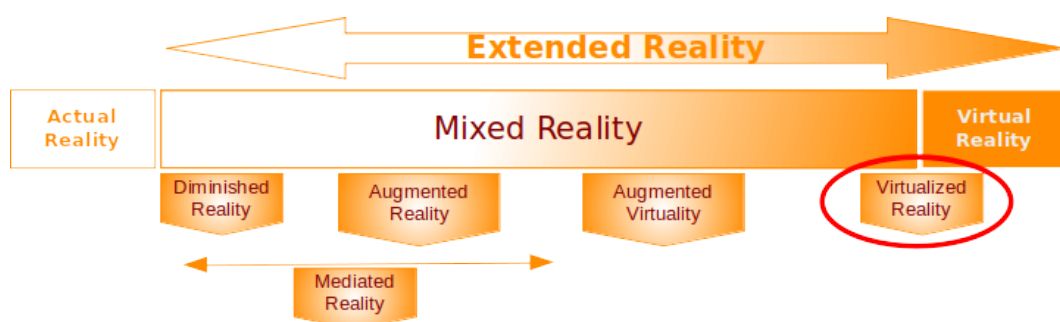 Extended Reality
Actual
Reality
Mixed Reality
Virtual
Reality
Diminished
Reality
Augmented
Reality
Augmented
Virtuality
Virtualized
Reality
Mediated
Reality